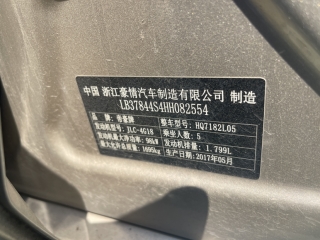 中国 浙江豪情汽车制造有限公司 制造
LB37844S4HH082554
品牌：帝豪牌 整车型号：HQ7182L05
发动机型号：JLC-4G18 乘坐人数：5
发动机最大净功率：98kW 发动机排量：1.799L
最大允许总质量：1695kg 生产日期：2017年05月